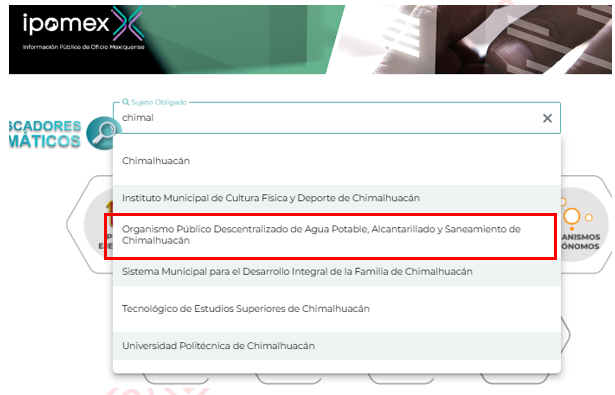 ipomex
Información Pública de Oficio Mexiquense
Sujeto Obligado
chimal
SCADORES
MÁTICOS
Chimalhuacán
Instituto Municipal de Cultura Física y Deporte de Chimalhuacán
Organismo Público Descentralizado de Agua Potable, Alcantarillado y Saneamiento de
Chimalhuacán
ANISMOS
ÓNOMOS
Sistema Municipal para el Desarrollo Integral de la Familia de Chimalhuacán
Tecnológico de Estudios Superiores de Chimalhuacán
Universidad Politécnica de Chimalhuacán